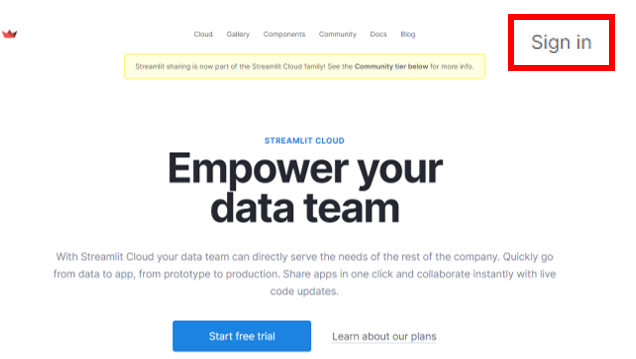 Cloud Gallery Components Community Docs Blog
Sign in
Streamlit sharing is now part of the Streamlit Cloud family! See the Community tier below for more info.
STREAMLIT CLOUD
Empower your
data team
With Streamlit Cloud your data team can directly serve the needs of the rest of the company. Quickly go
from data to app, from prototype to production. Share apps in one click and collaborate instantly with live
code updates.
Start free trial
Learn about our plans